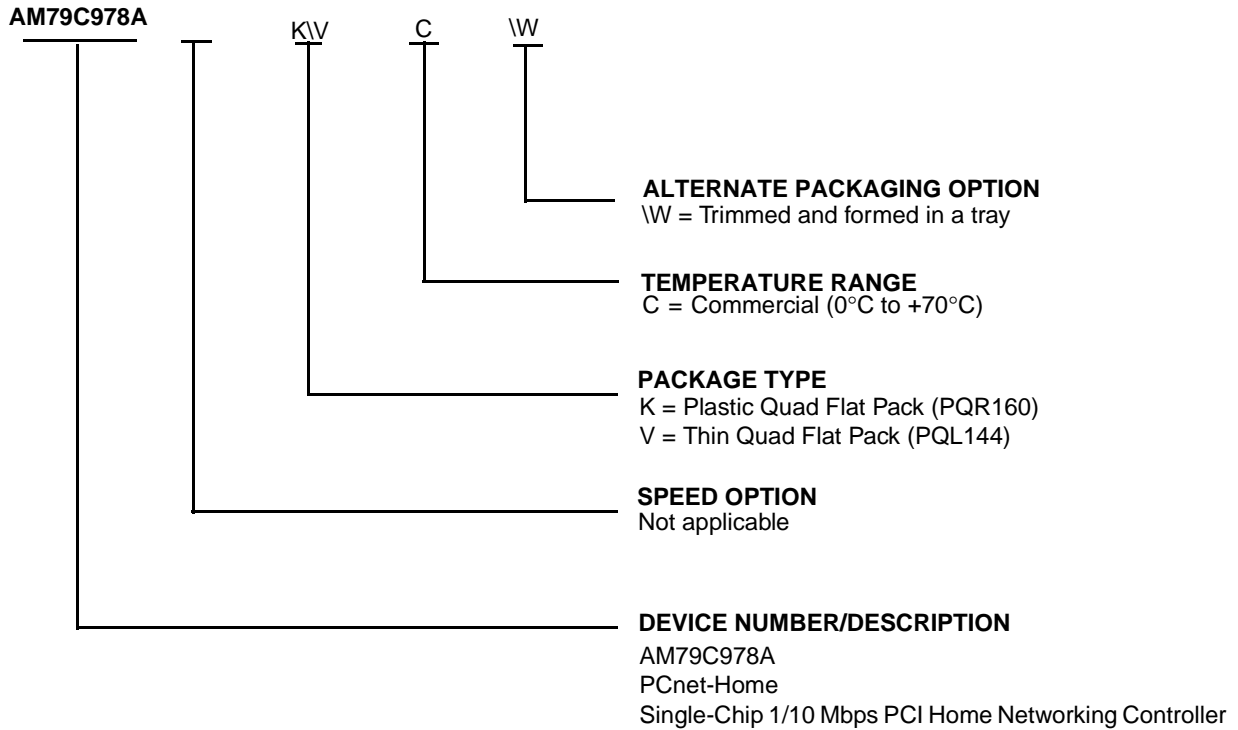 AM79C978A K\V C \W
ALTERNATE PACKAGING OPTION
\W = Trimmed and formed in a tray
TEMPERATURE RANGE
C = Commercial (0°C to +70°C)
PACKAGE TYPE
K = Plastic Quad Flat Pack (PQR160)
V = Thin Quad Flat Pack (PQL144)
SPEED OPTION
Not applicable
DEVICE NUMBER/DESCRIPTION
AM79C978A
PCnet-Home
Single-Chip 1/10 Mbps PCI Home Networking Controller